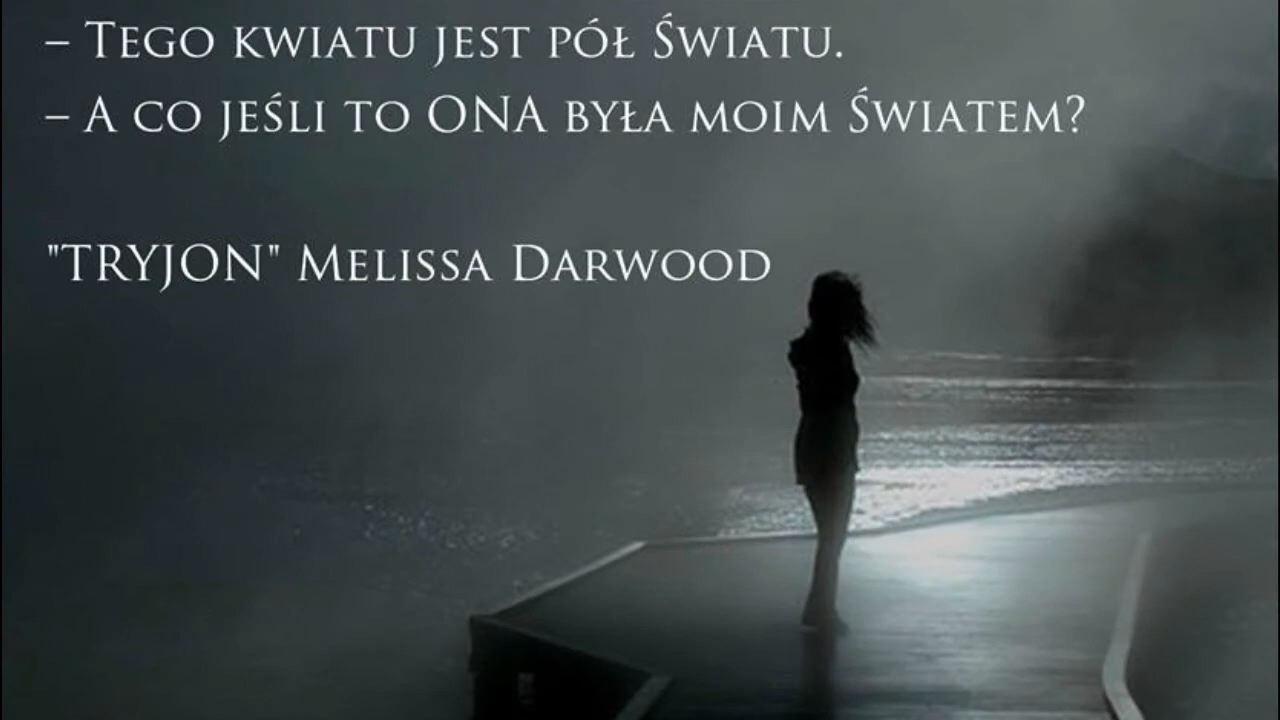 – Tego kwiatu jest pół Światu.
– A co jeśli to ONA była moim Światem?
"TRYJON" Melissa Darwood